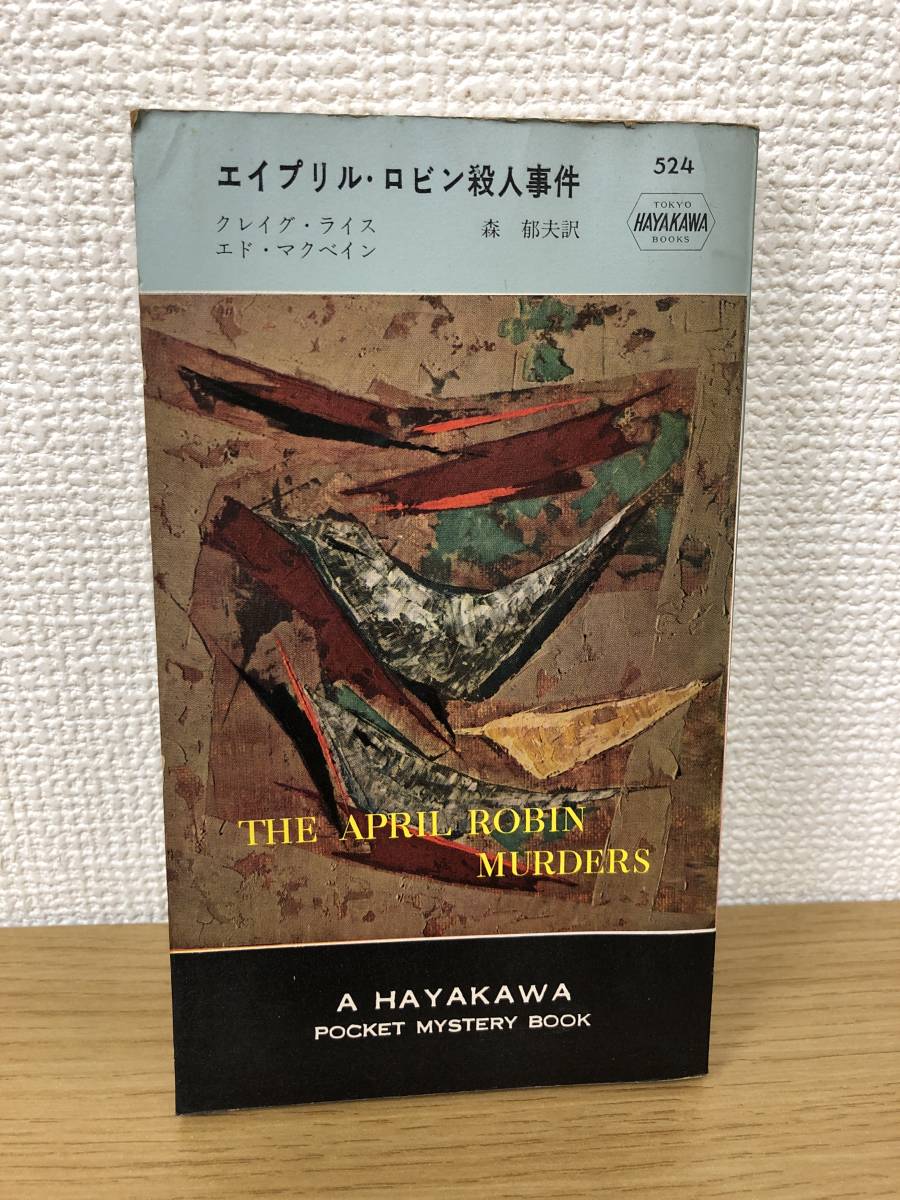 エイプリル・ロビン殺人事件
クレイグ・ライス
エド・マクベイン
森 郁夫訳
524
TOKYO
HAYAKAWA
BOOKS
THE APRIL ROBIN
MURDERS
A HAYAKAWA
POCKET MYSTERY BOOK